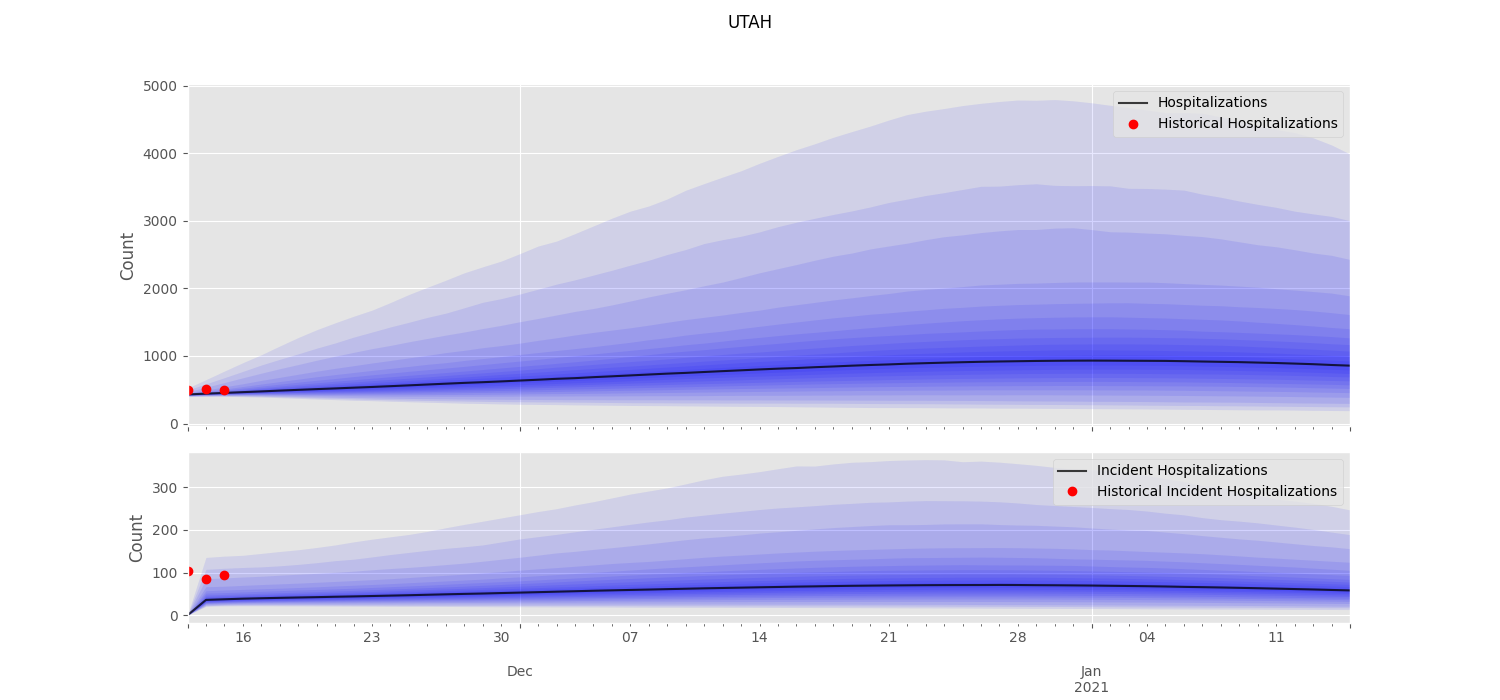 UTAH
5000
4000
3000
2000
1000
0
Count
Hospitalizations
Historical Hospitalizations
300
200
100
0
Count
Incident Hospitalizations
Historical Incident Hospitalizations
16 23 30 07 14 21 28 04 11
Dec Jan
2021